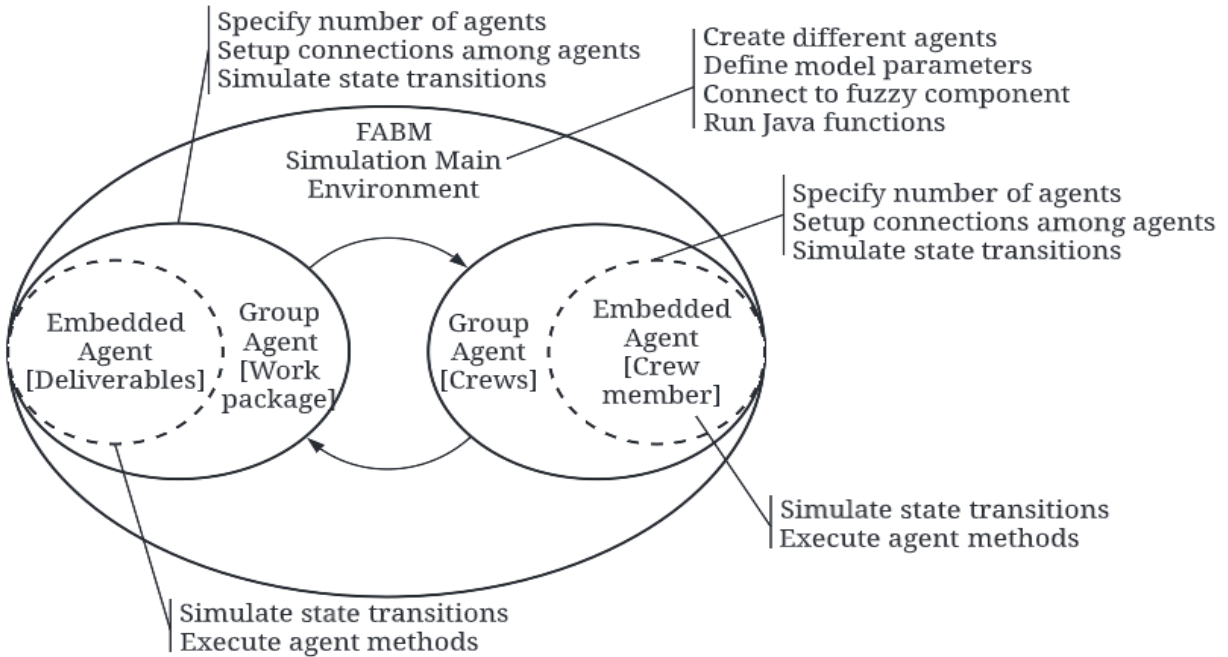 Specify number of agents
Setup connections among agents
Simulate state transitions
Create different agents
Define model parameters
Connect to fuzzy component
Run Java functions
FABM
Simulation Main
Environment
Specify number of agents
Setup connections among agents
Simulate state transitions
Embedded
Agent
[Deliverables]
Group
Agent
[Work
package]
Group
Agent
[Crews]
Embedded
Agent
[Crew
member]
Simulate state transitions
Execute agent methods
Simulate state transitions
Execute agent methods